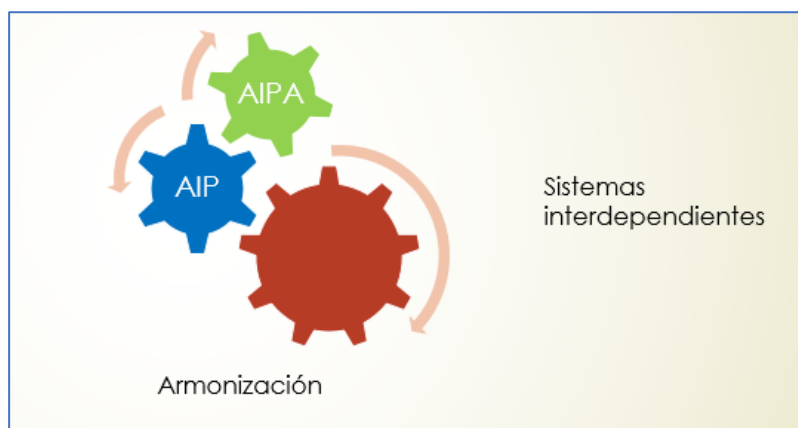 AIPA
AIP
Sistemas
interdependientes
Armonización